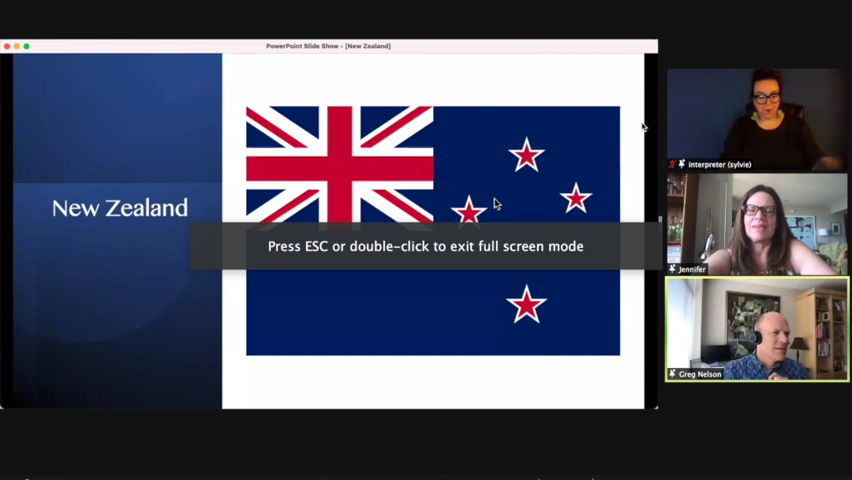 PowerPoint Slide Show - [New Zealand]
New Zealand
Press ESC or double-click to exit full screen mode
interpreter (sylvie)
Jennifer
Greg Nelson